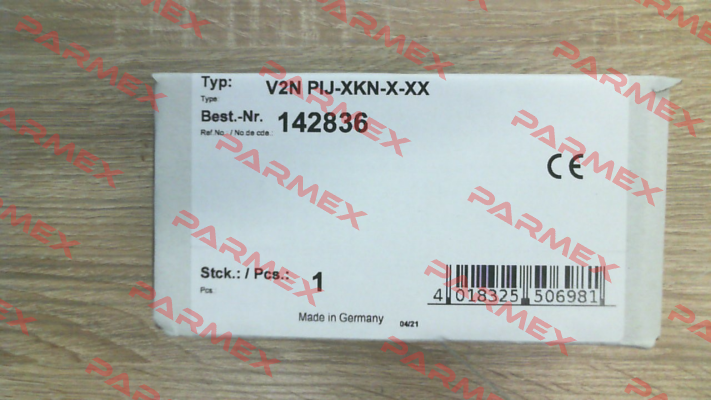 Typ: V2N PIJ-XKN-X-XX
Type:
Best.-Nr. 142836
Ref.No.: / No.de cde.:
CE
Stck.: / Pcs.: 1
Pcs.:
4 018325 506981
Made in Germany 04/21
PARMEX